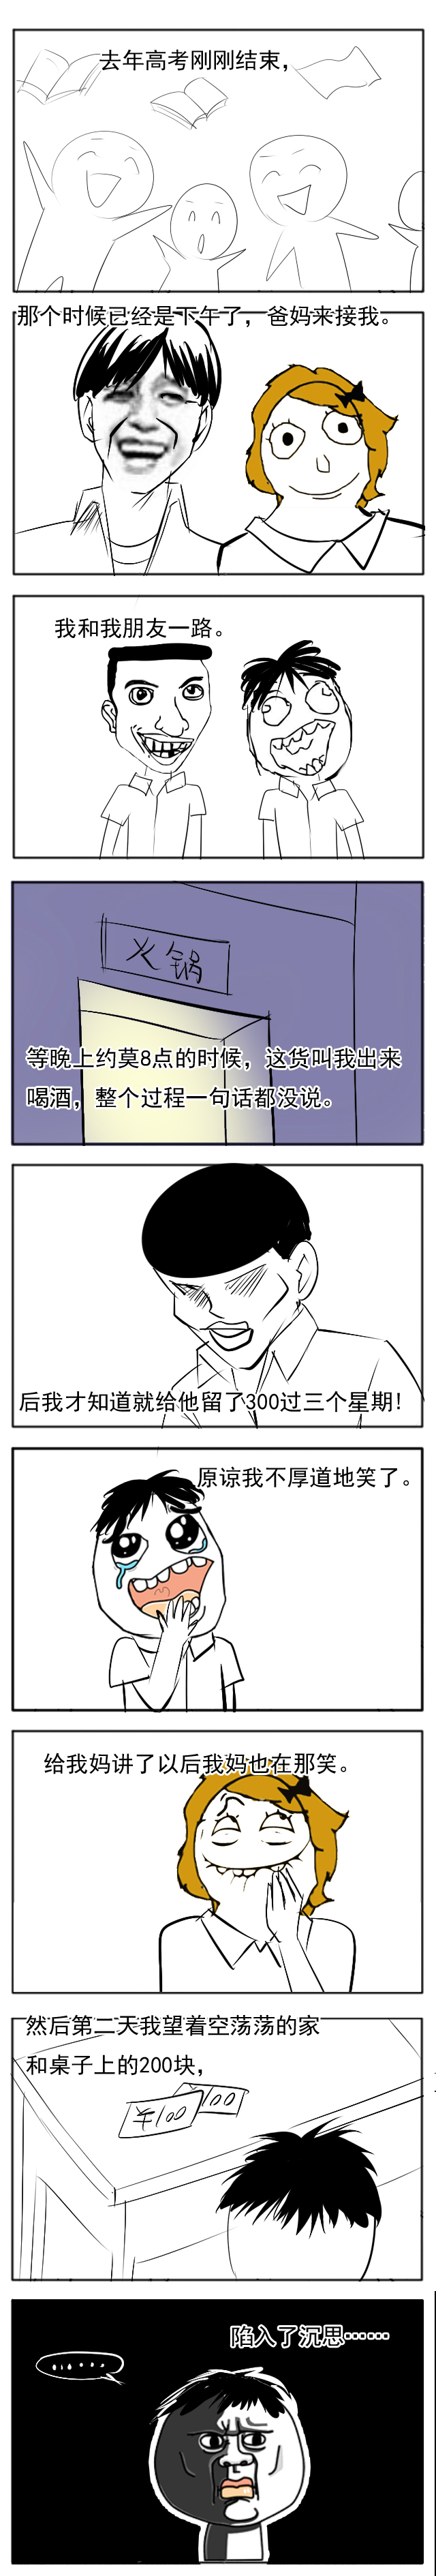 去年高考刚刚结束，
那个时候已经是下午了，爸妈来接我。
我和我朋友一路。
火锅
等晚上约莫8点的时候，这货叫我出来
喝酒，整个过程一句话都没说。
后我才知道就给他留了300过三个星期！
原谅我不厚道地笑了。
给我妈讲了以后我妈也在那笑。
然后第二天我望着空荡荡的家
和桌子上的200块，
¥100
100
陷入了沉思……
……